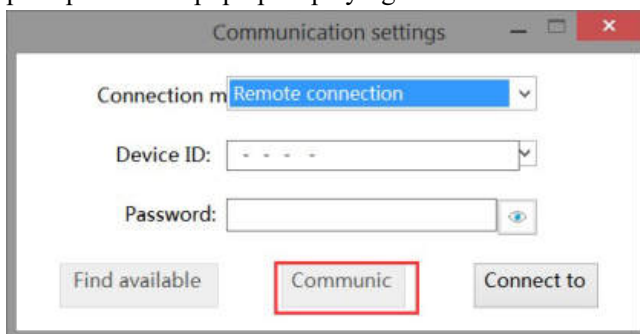 Communication settings
Connection m Remote connection
Device ID: - - - -
Password:
Find available Communic Connect to